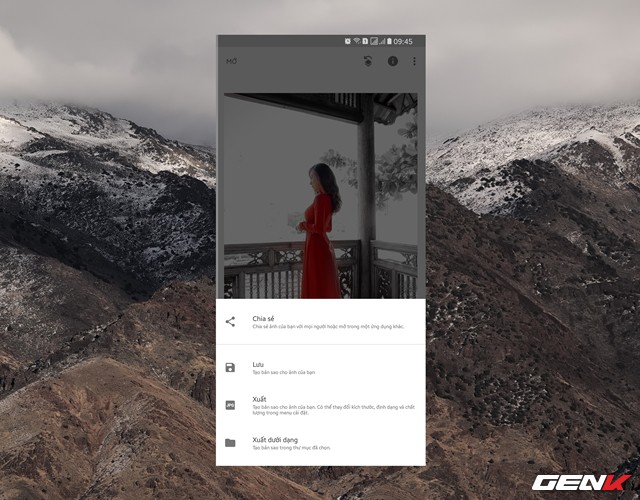 09:45
MỞ
Chia sẻ
Chia sẻ ảnh của bạn với mọi người hoặc mở trong một ứng dụng khác.
Lưu
Tạo bản sao cho ảnh của bạn
JPG
Xuất
Tạo bản sao cho ảnh của bạn. Có thể thay đổi kích thước, định dạng và chất
lượng trong menu cài đặt.
Xuất dưới dạng
Tạo bản sao trong thư mục đã chọn.
GENK